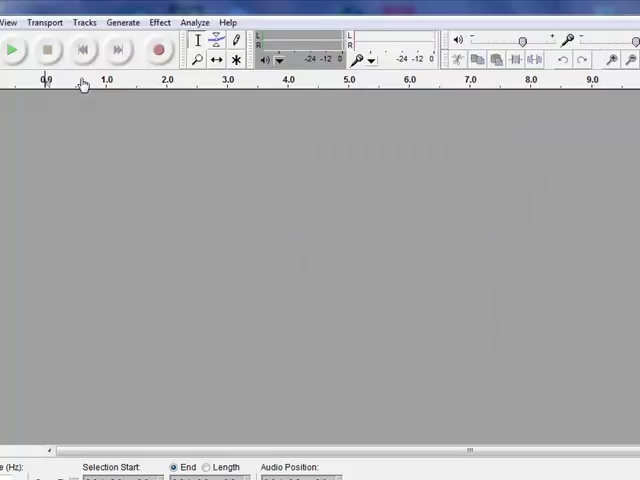 View Transport Tracks Generate Effect Analyze Help
L
R
L
R
-24 -12 0
-24 -12 0
- +
-
1.0 2.0 3.0 4.0 5.0 6.0 7.0 8.0 9.0
(Hz): Selection Start: End Length Audio Position: